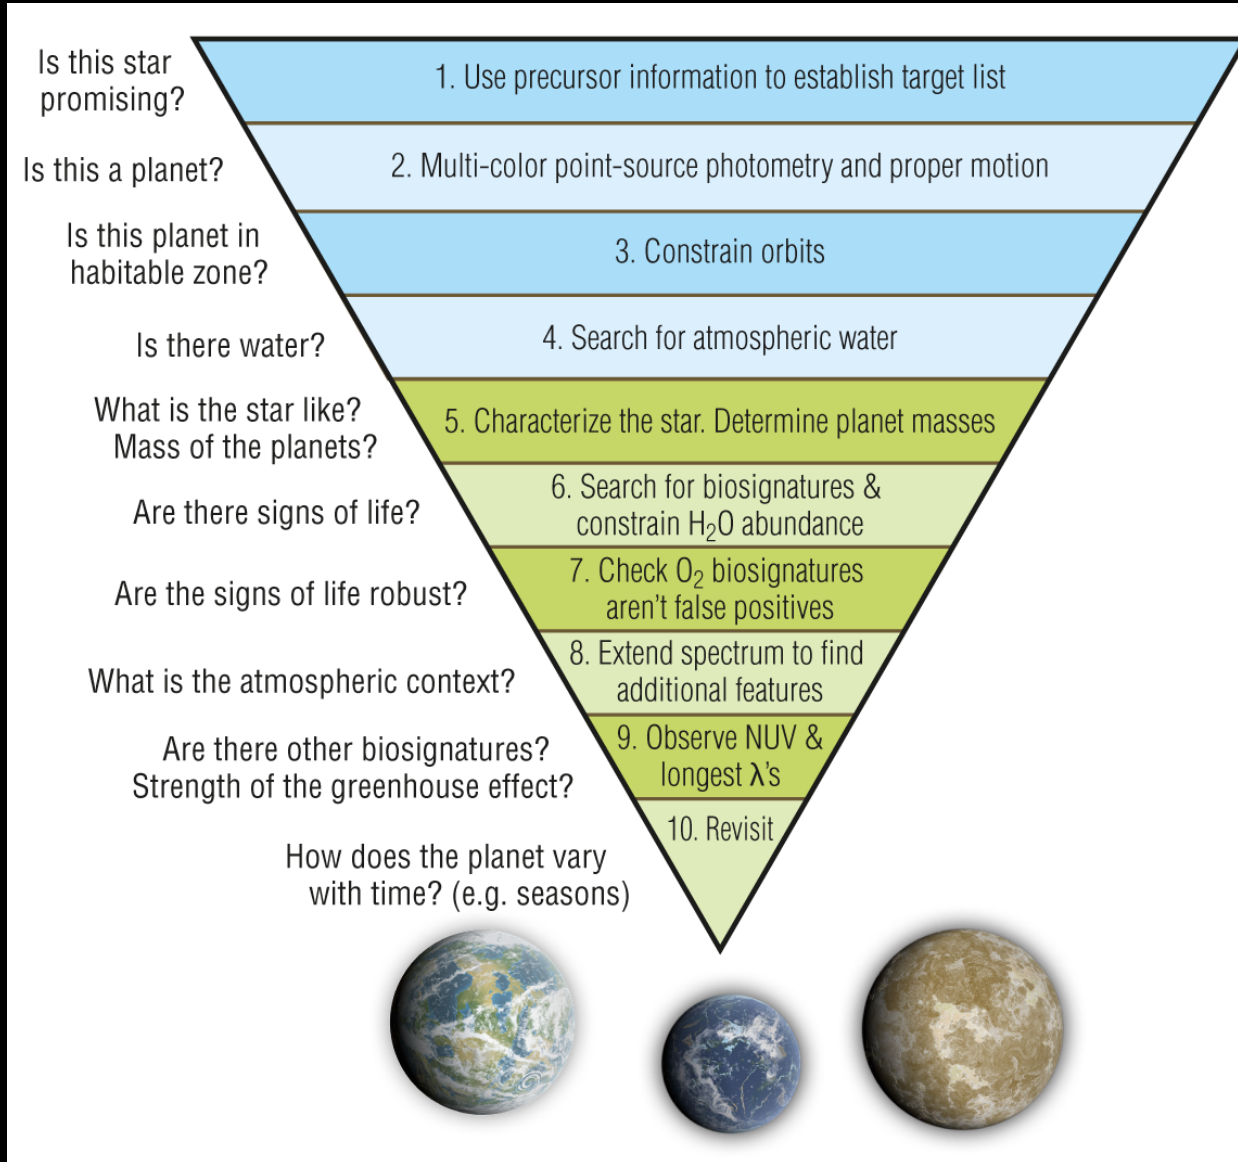 Is this star
promising?
1. Use precursor information to establish target list
Is this a planet?
2. Multi-color point-source photometry and proper motion
Is this planet in
habitable zone?
3. Constrain orbits
Is there water?
4. Search for atmospheric water
What is the star like?
Mass of the planets?
5. Characterize the star. Determine planet masses
Are there signs of life?
6. Search for biosignatures &
constrain H₂O abundance
Are the signs of life robust?
7. Check O₂ biosignatures
aren't false positives
What is the atmospheric context?
8. Extend spectrum to find
additional features
Are there other biosignatures?
Strength of the greenhouse effect?
9. Observe NUV &
longest λ's
How does the planet vary
with time? (e.g. seasons)
10. Revisit